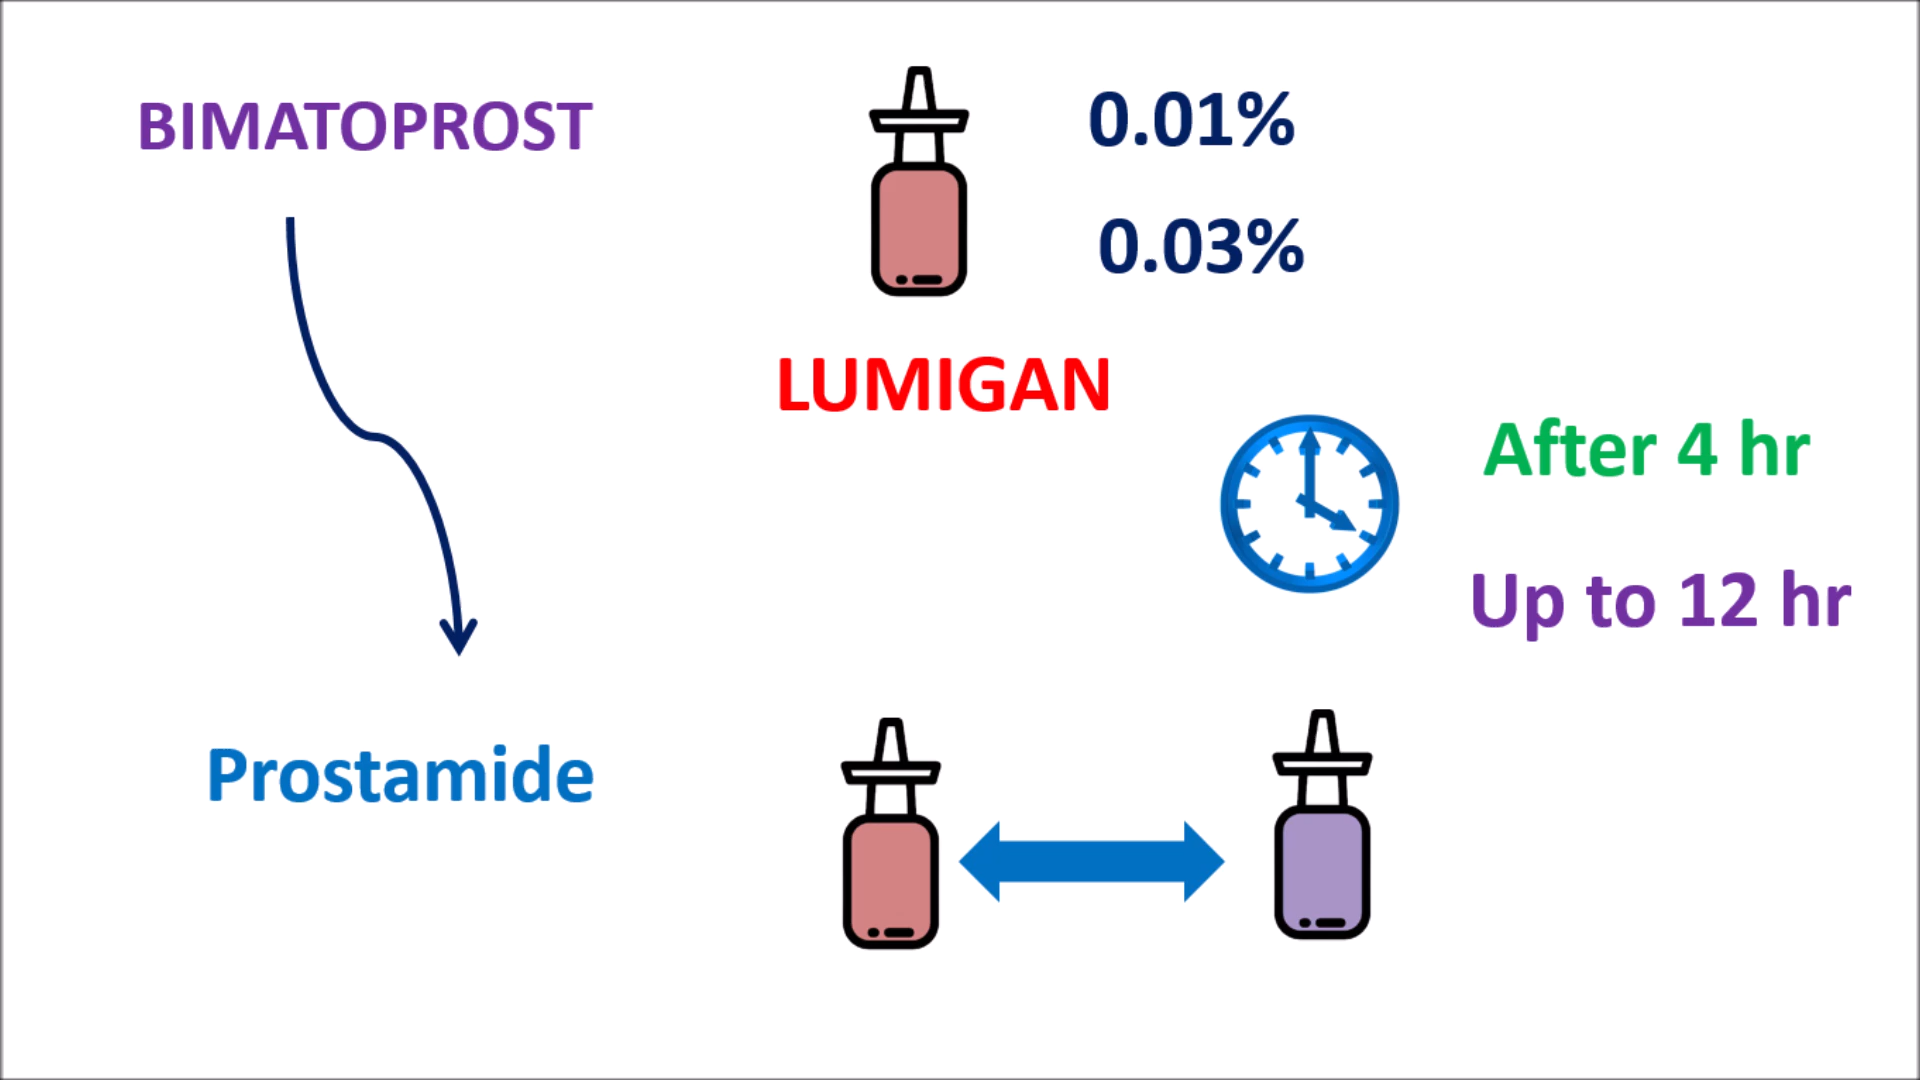 BIMATOPROST
0.01%
0.03%
LUMIGAN
After 4 hr
Up to 12 hr
Prostamide